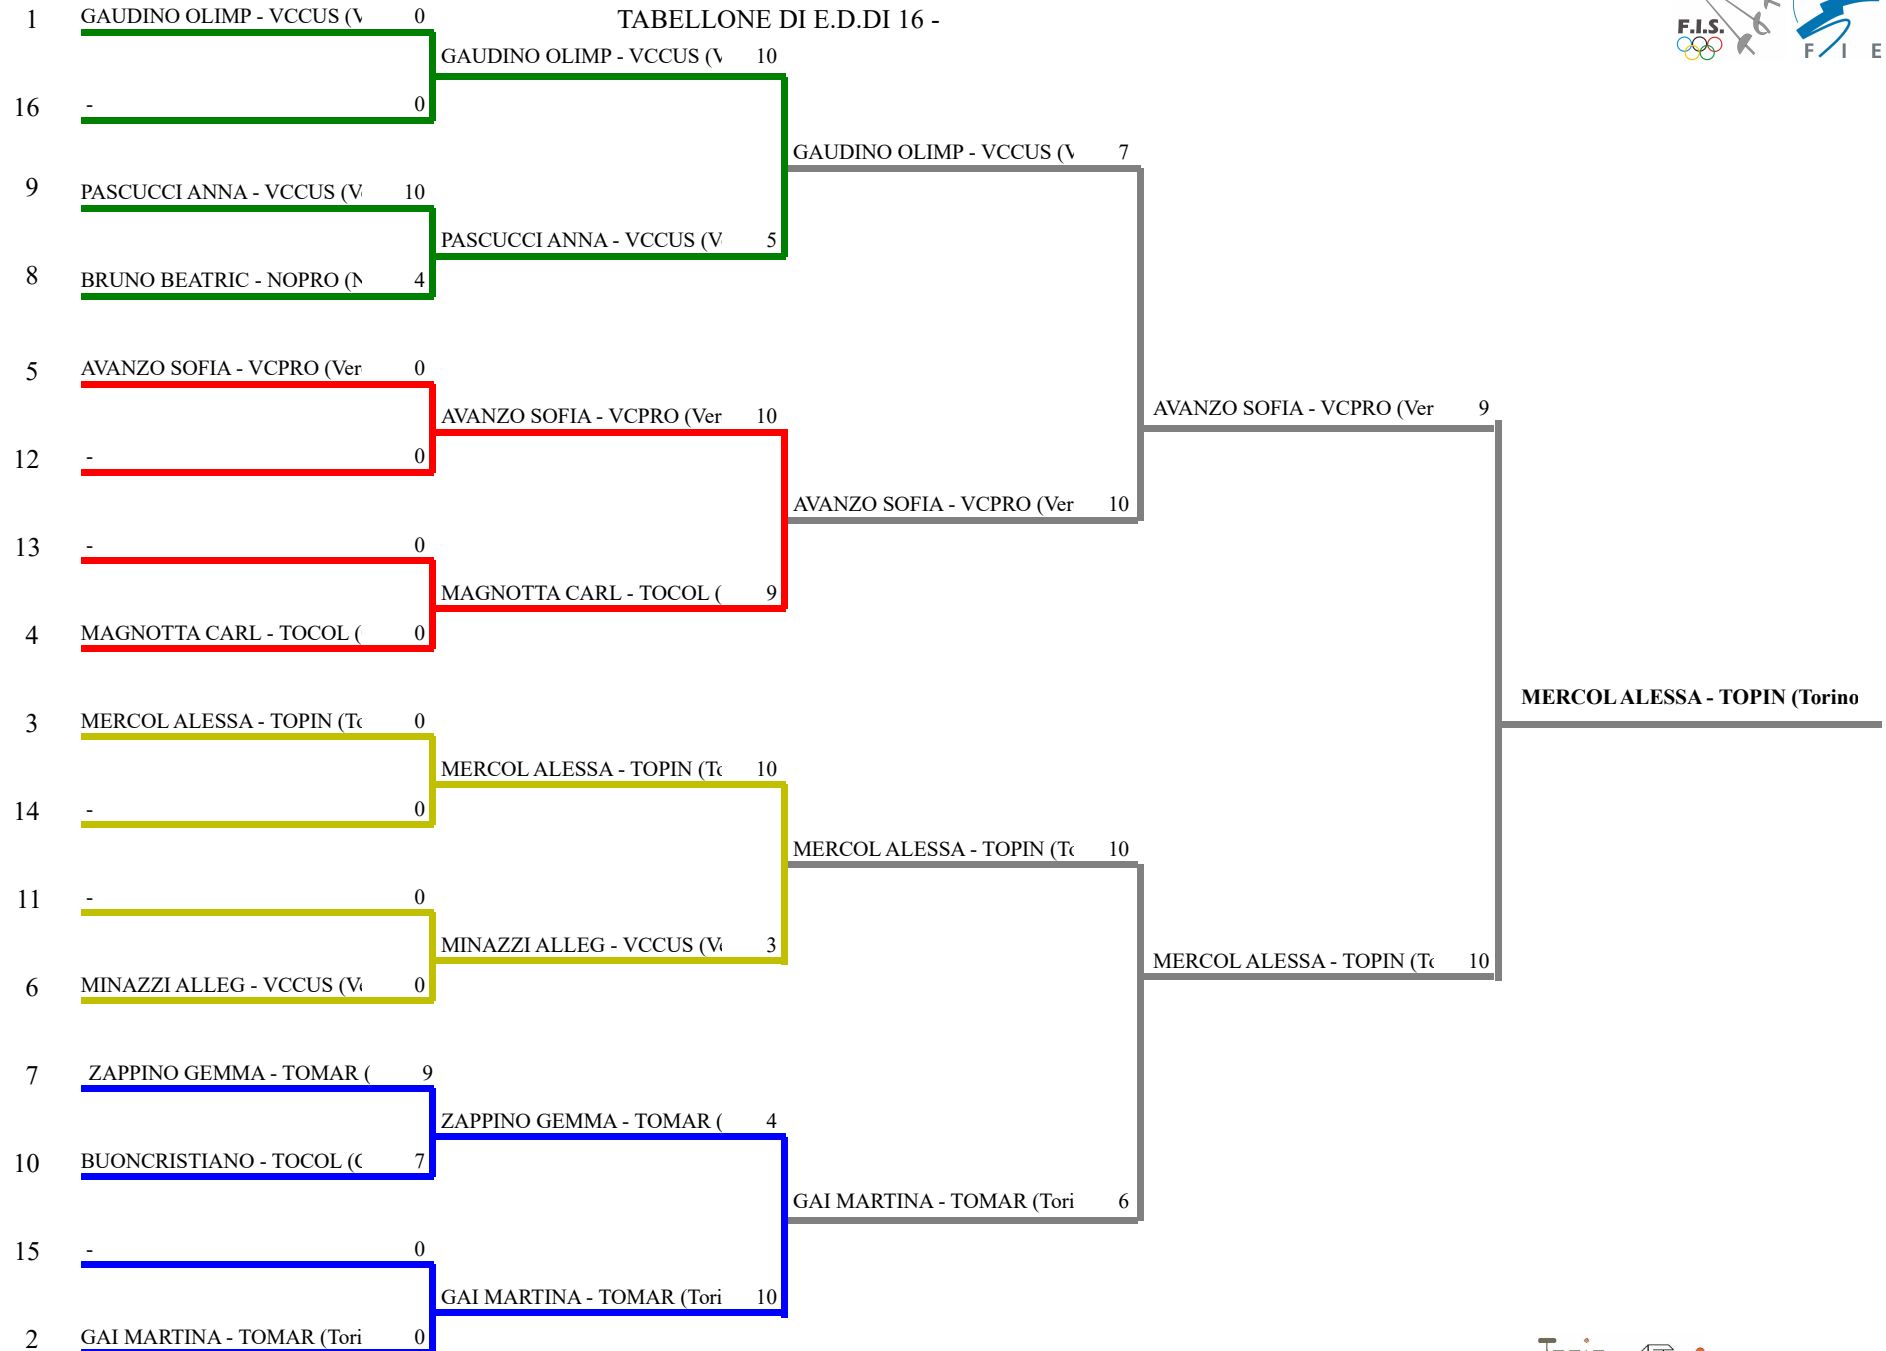 TABELLONE DI E.D.DI 16 -
F.I.S.
F I E
1 GAUDINO OLIMP - VCCUS (V 0
GAUDINO OLIMP - VCCUS (V 10
16 - 0
GAUDINO OLIMP - VCCUS (V 7
9 PASCUCCI ANNA - VCCUS (V 10
PASCUCCI ANNA - VCCUS (V 5
8 BRUNO BEATRIC - NOPRO (N 4
5 AVANZO SOFIA - VCPRO (Ver 0
AVANZO SOFIA - VCPRO (Ver 10
AVANZO SOFIA - VCPRO (Ver 9
12 - 0
AVANZO SOFIA - VCPRO (Ver 10
13 - 0
MAGNOTTA CARL - TOCOL ( 9
4 MAGNOTTA CARL - TOCOL ( 0
MERCOL ALESSA - TOPIN (Torino
3 MERCOL ALESSA - TOPIN (To 0
MERCOL ALESSA - TOPIN (To 10
14 - 0
MERCOL ALESSA - TOPIN (To 10
11 - 0
MINAZZI ALLEG - VCCUS (Ve 3
MERCOL ALESSA - TOPIN (To 10
6 MINAZZI ALLEG - VCCUS (Ve 0
7 ZAPPINO GEMMA - TOMAR ( 9
ZAPPINO GEMMA - TOMAR ( 4
10 BUONCRISTIANO - TOCOL (C 7
GAI MARTINA - TOMAR (Tori 6
15 - 0
GAI MARTINA - TOMAR (Tori 10
2 GAI MARTINA - TOMAR (Tori 0